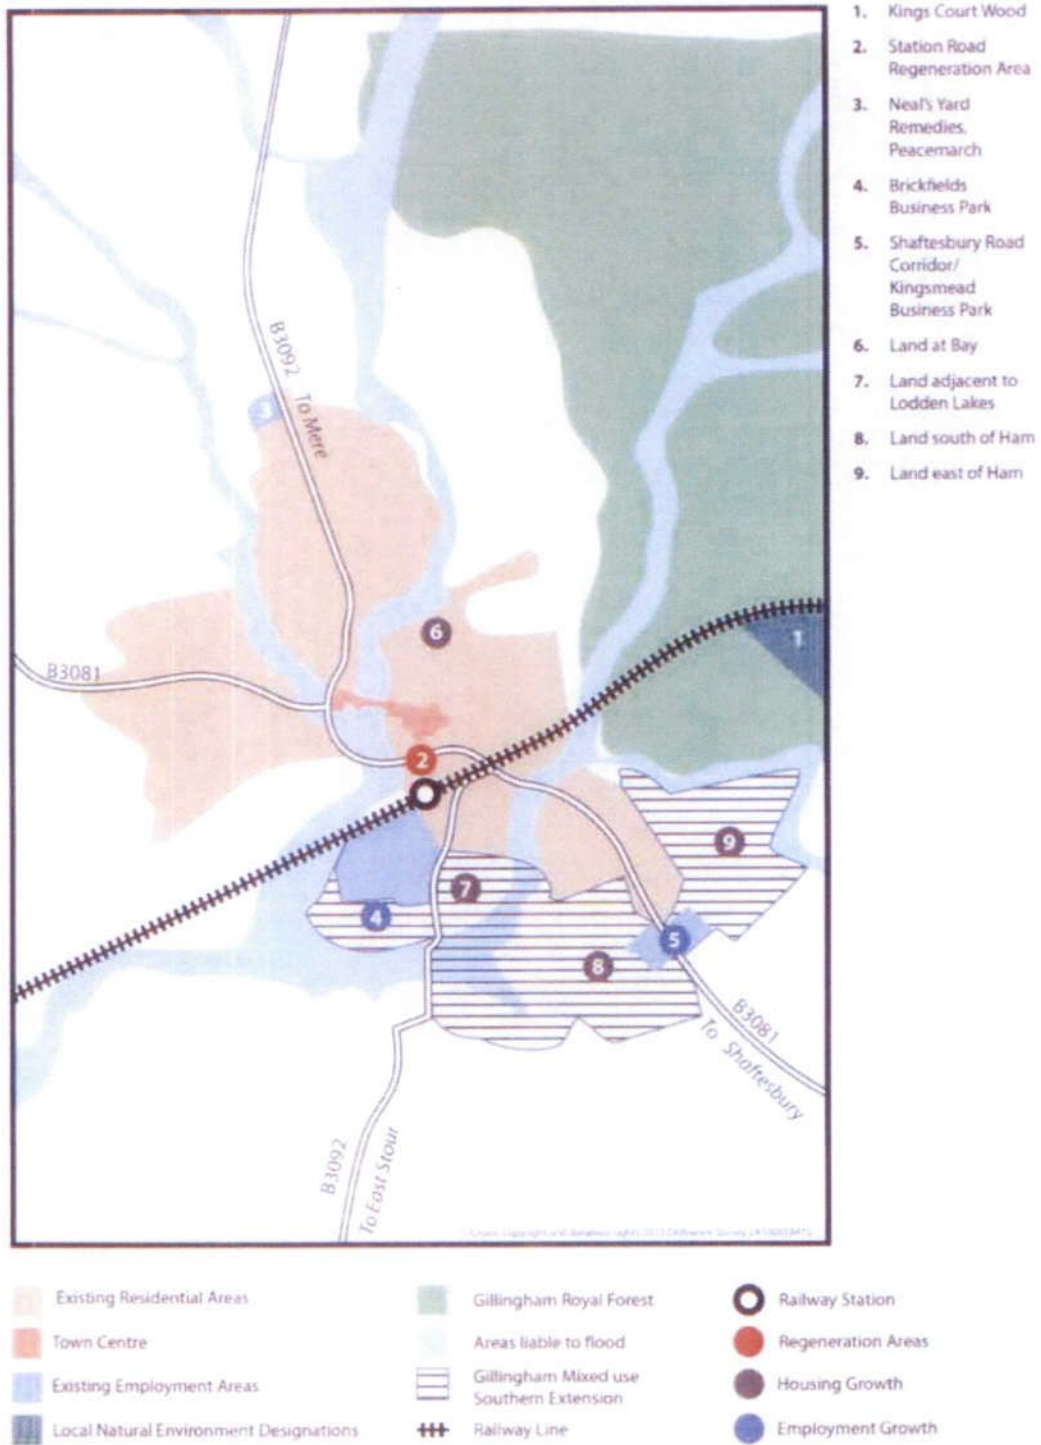 1. Kings Court Wood
2. Station Road
Regeneration Area
3. Neal's Yard
Remedies,
Peacemarch
4. Brickfields
Business Park
5. Shaftesbury Road
Corridor/
Kingsmead
Business Park
6. Land at Bay
7. Land adjacent to
Lodden Lakes
8. Land south of Ham
9. Land east of Ham
B3092
To Mere
3
6
1
B3081
2
9
7
4
5
8
B3081
To Shaftesbury
B3092
To East Stour
Existing Residential Areas
Town Centre
Existing Employment Areas
Local Natural Environment Designations
Gillingham Royal Forest
Areas liable to flood
Gillingham Mixed use
Southern Extension
Railway Line
Railway Station
Regeneration Areas
Housing Growth
Employment Growth